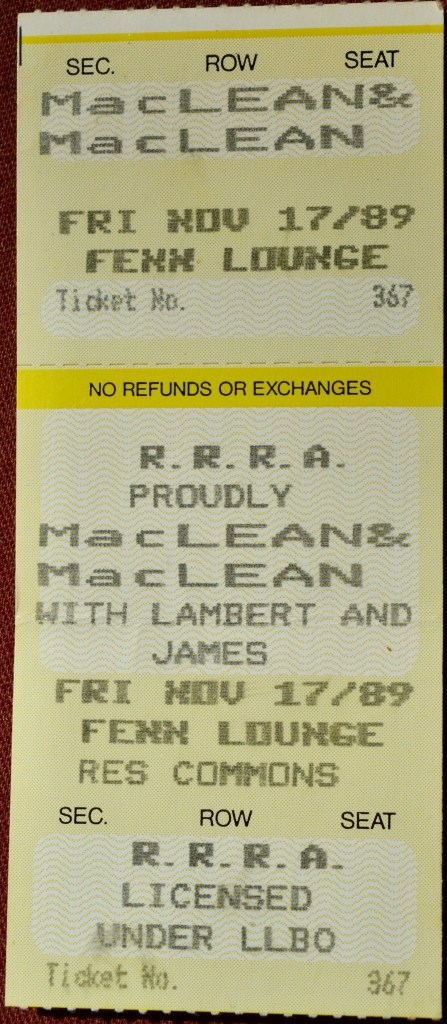 SEC. ROW SEAT
MacLEAN&
MacLEAN
FRI NOV 17/89
FENN LOUNGE
Ticket No. 367
NO REFUNDS OR EXCHANGES
R.R.R.A.
PROUDLY
MacLEAN&
MacLEAN
WITH LAMBERT AND
JAMES
FRI NOV 17/89
FENN LOUNGE
RES COMMONS
SEC. ROW SEAT
R.R.R.A.
LICENSED
UNDER LLBO
Ticket No. 367